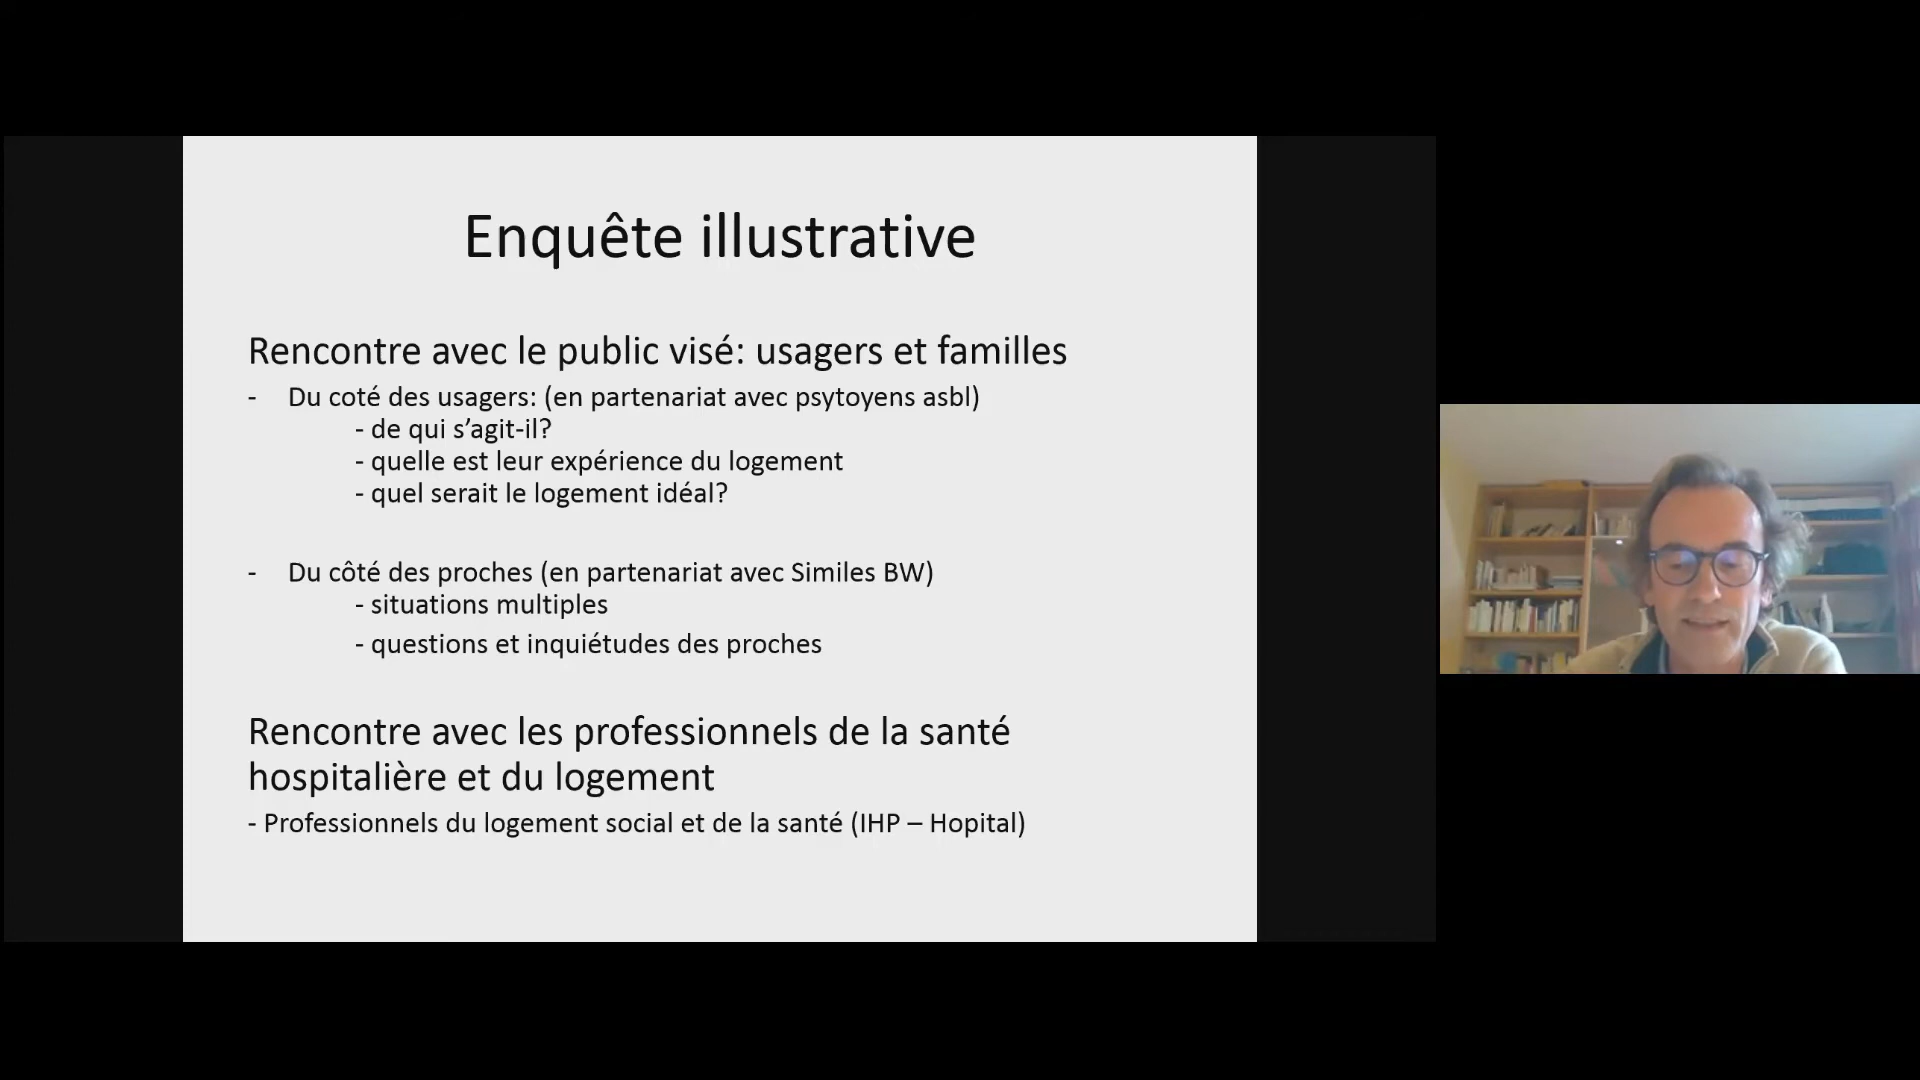 Enquête illustrative
Rencontre avec le public visé: usagers et familles
- Du coté des usagers: (en partenariat avec psytoyens asbl)
- de qui s’agit-il?
- quelle est leur expérience du logement
- quel serait le logement idéal?
- Du côté des proches (en partenariat avec Similes BW)
- situations multiples
- questions et inquiétudes des proches
Rencontre avec les professionnels de la santé
hospitalière et du logement
- Professionnels du logement social et de la santé (IHP – Hopital)